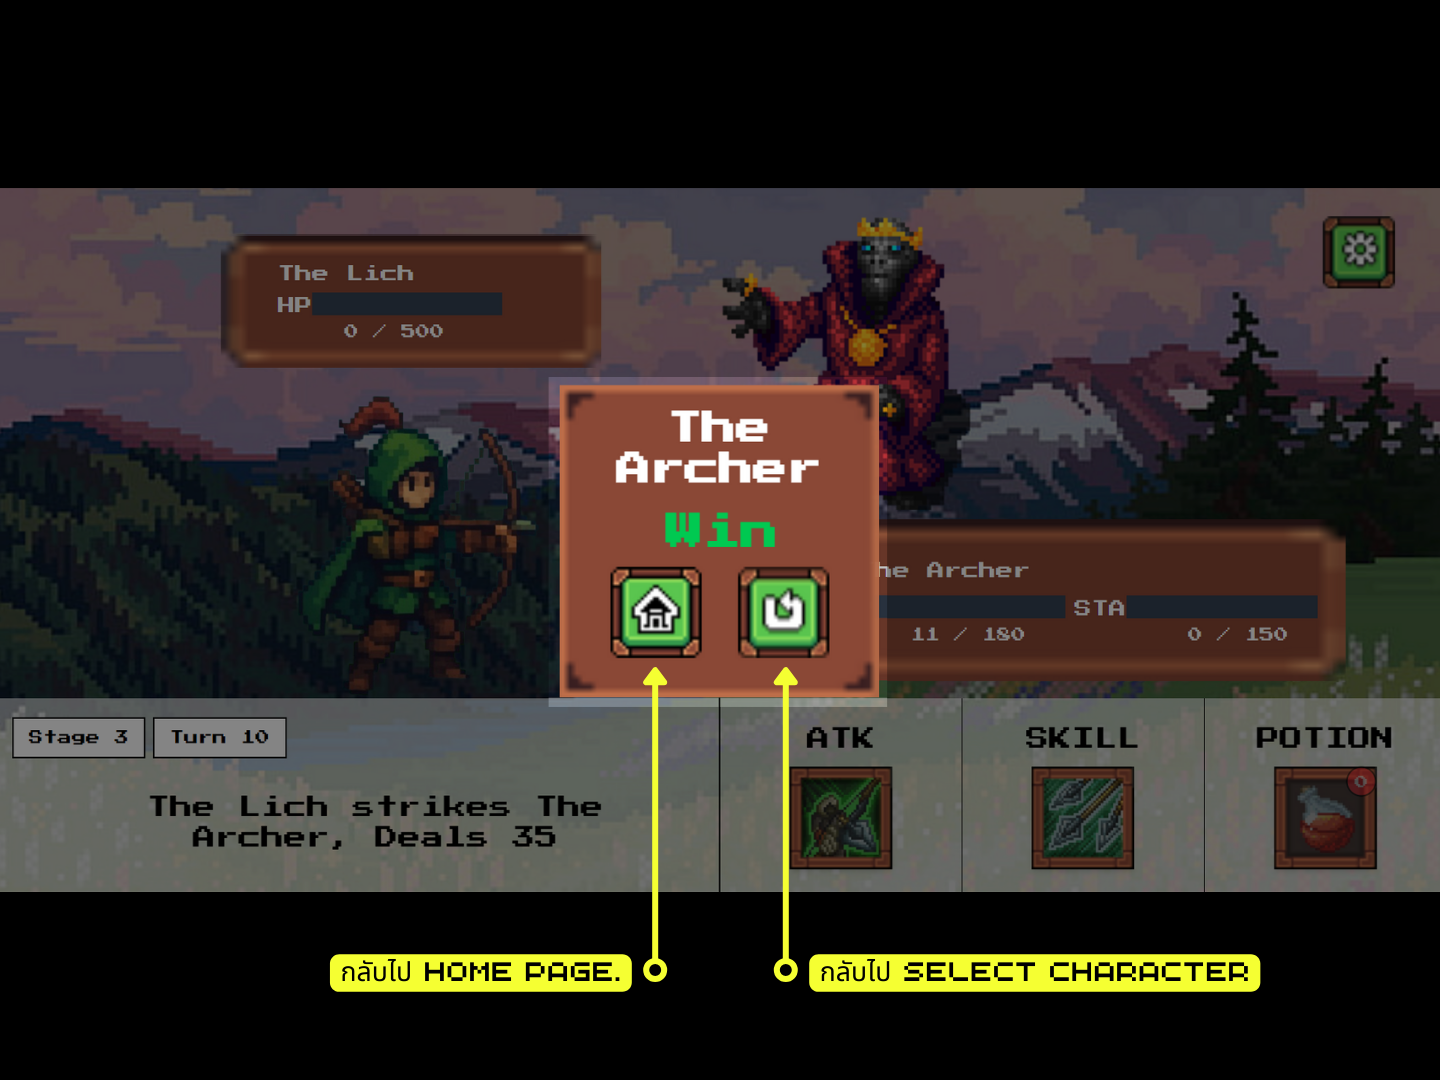 The Lich
HP
0 / 500
The
Archer
Win
he Archer
STA
11 / 180
0 / 150
Stage 3
Turn 10
The Lich strikes The
Archer, Deals 35
ATK
SKILL
POTION
0
กลับไป HOME PAGE.
กลับไป SELECT CHARACTER